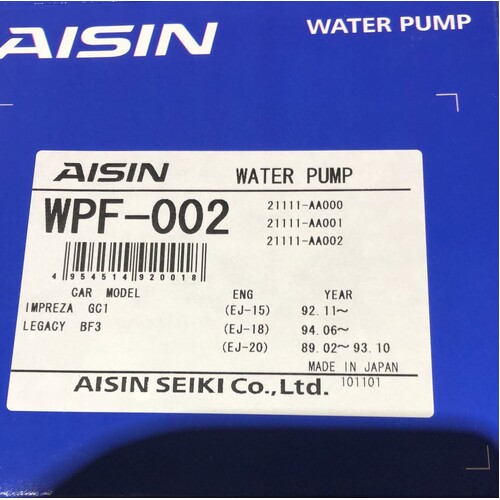 AISIN WATER PUMP
AISIN WATER PUMP
WPF-002 21111-AA000
21111-AA001
21111-AA002
4 954514 920018
CAR MODEL ENG YEAR
IMPREZA GC1 (EJ-15) 92.11~
LEGACY BF3 (EJ-18) 94.06~
(EJ-20) 89.02~93.10
MADE IN JAPAN
101101
AISIN SEIKI Co.,Ltd.